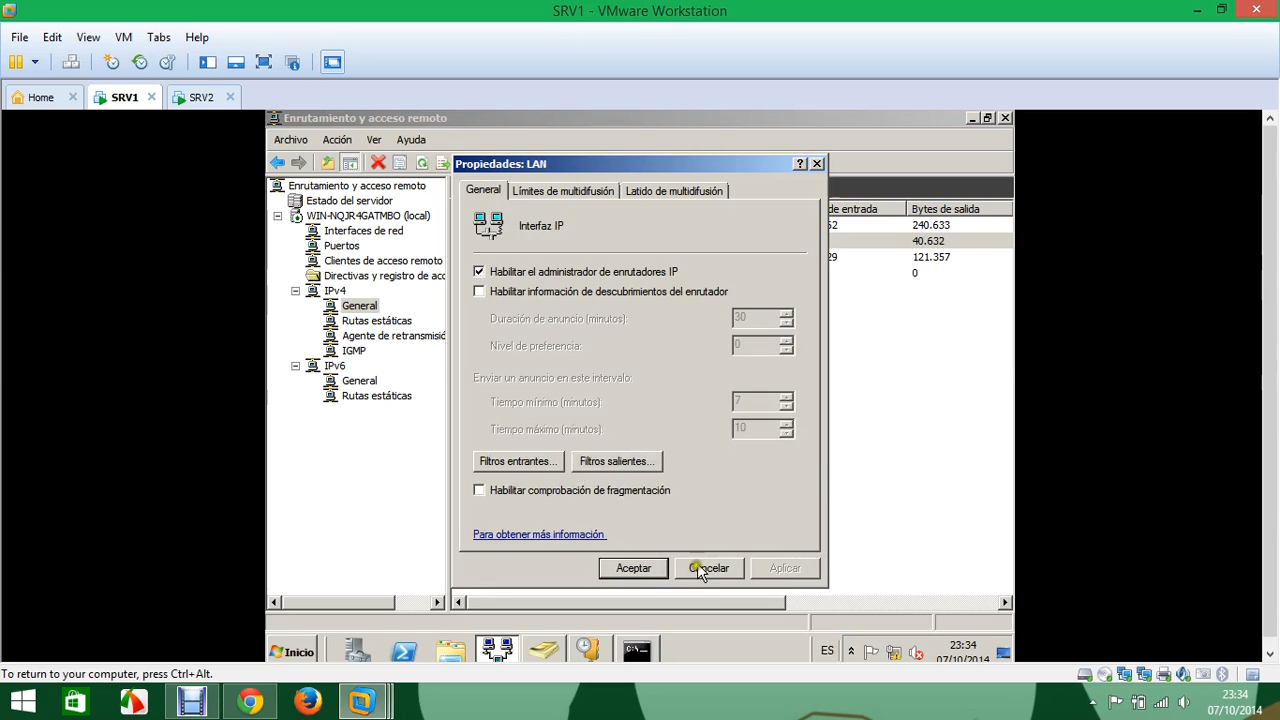 SRV1 - VMware Workstation
File Edit View VM Tabs Help
Home SRV1 SRV2
Enrutamiento y acceso remoto
Archivo Acción Ver Ayuda
Propiedades: LAN
General Límites de multidifusión Latido de multidifusión
Interfaz IP
Habilitar el administrador de enrutadores IP
Habilitar información de descubrimientos del enrutador
Duración de anuncio (minutos): 30
Nivel de preferencia: 0
Enviar un anuncio en este intervalo:
Tiempo mínimo (minutos): 7
Tiempo máximo (minutos): 10
Filtros entrantes... Filtros salientes...
Habilitar comprobación de fragmentación
Para obtener más información
Aceptar Cancelar Aplicar
Enrutamiento y acceso remoto
Estado del servidor
WIN-NQJR4GATMBO (local)
Interfaces de red
Puertos
Clientes de acceso remoto
Directivas y registro de acc
IPv4
General
Rutas estáticas
Agente de retransmisi
IGMP
IPv6
General
Rutas estáticas
de entrada Bytes de salida
52 240.633
40.632
29 121.357
0
Inicio
ES 23:34
07/10/2014
To return to your computer, press Ctrl+Alt.
23:34
07/10/2014